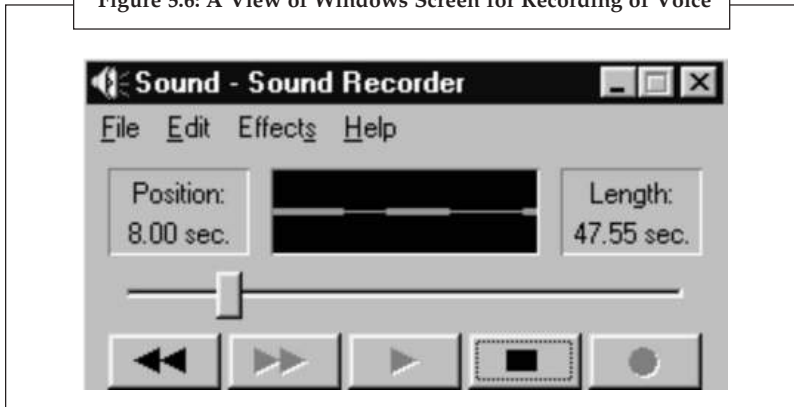 Figure 5.6: A View of Windows Screen for Recording of Voice
Sound - Sound Recorder
File Edit Effects Help
Position:
8.00 sec.
Length:
47.55 sec.